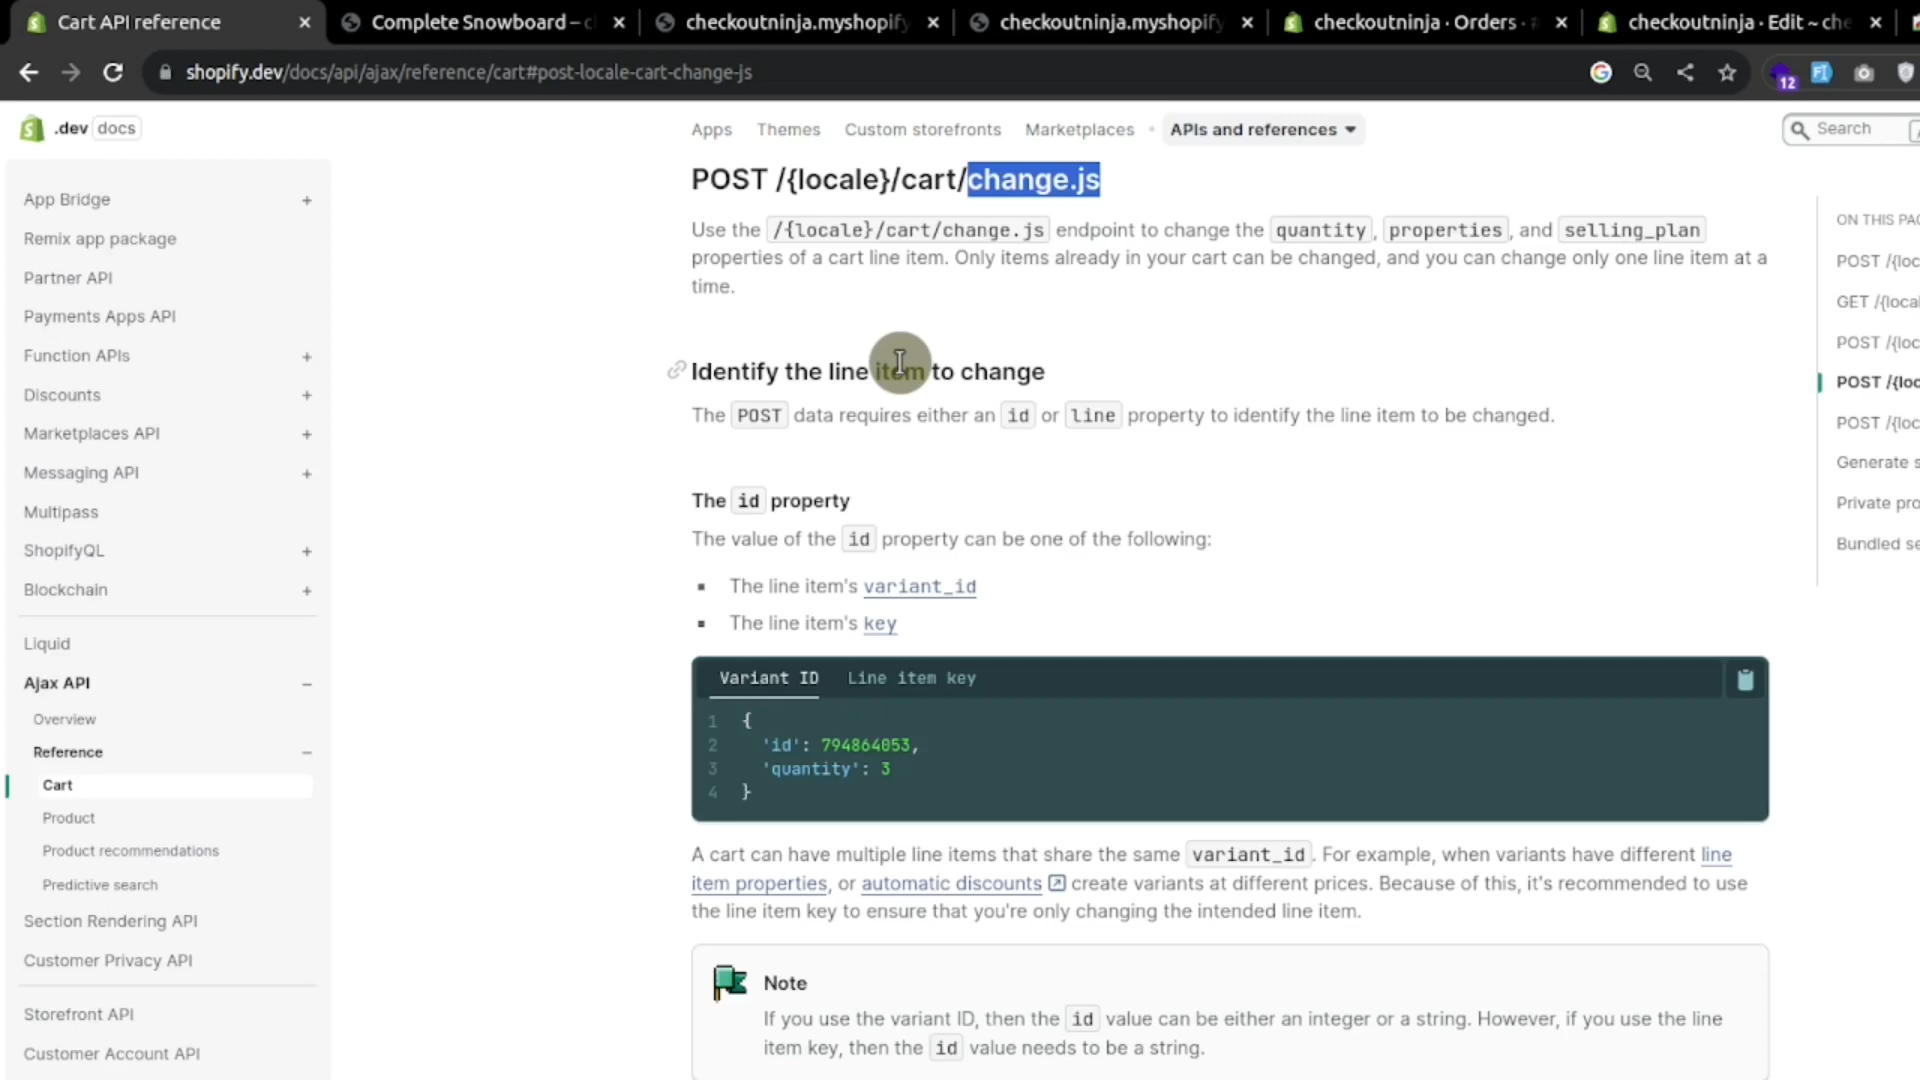 Cart API reference
Complete Snowboard – c
checkoutninja.myshopify
checkoutninja.myshopify
checkoutninja · Orders ·
checkoutninja · Edit ~ che
shopify.dev/docs/api/ajax/reference/cart#post-locale-cart-change-js
12
.dev docs
Apps Themes Custom storefronts Marketplaces • APIs and references
Search
App Bridge +
Remix app package
Partner API
Payments Apps API
Function APIs +
Discounts +
Marketplaces API +
Messaging API +
Multipass
ShopifyQL +
Blockchain +
Liquid
Ajax API −
Overview
Reference −
Cart
Product
Product recommendations
Predictive search
Section Rendering API
Customer Privacy API
Storefront API
Customer Account API
POST /{locale}/cart/change.js
Use the /{locale}/cart/change.js endpoint to change the quantity, properties, and selling_plan
properties of a cart line item. Only items already in your cart can be changed, and you can change only one line item at a
time.
Identify the line item to change
The POST data requires either an id or line property to identify the line item to be changed.
The id property
The value of the id property can be one of the following:
▪ The line item's variant_id
▪ The line item's key
Variant ID Line item key
1 {
2 'id': 794864053,
3 'quantity': 3
4 }
A cart can have multiple line items that share the same variant_id. For example, when variants have different line
item properties, or automatic discounts create variants at different prices. Because of this, it's recommended to use
the line item key to ensure that you're only changing the intended line item.
Note
If you use the variant ID, then the id value can be either an integer or a string. However, if you use the line
item key, then the id value needs to be a string.
ON THIS PA
POST /{loc
GET /{loca
POST /{loc
POST /{loc
POST /{loc
Generate s
Private pro
Bundled se